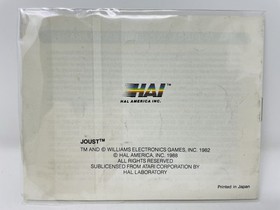 HAL™
HAL AMERICA INC.
JOUST™
TM AND © WILLIAMS ELECTRONICS GAMES, INC. 1982
© HAL AMERICA, INC. 1988
ALL RIGHTS RESERVED
SUBLICENSED FROM ATARI CORPORATION BY
HAL LABORATORY
Printed in Japan